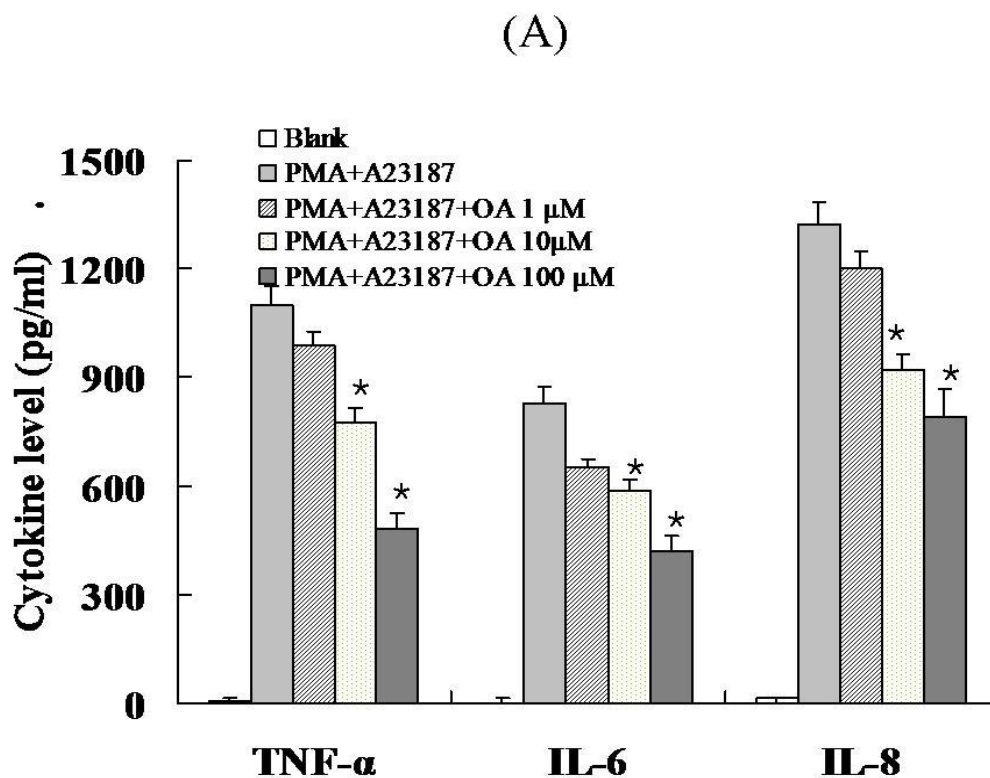 (A)
Blank
PMA+A23187
PMA+A23187+OA 1 μM
PMA+A23187+OA 10μM
PMA+A23187+OA 100 μM
Cytokine level (pg/ml)
1500
1200
900
600
300
0
* * * * * *
TNF-α IL-6 IL-8